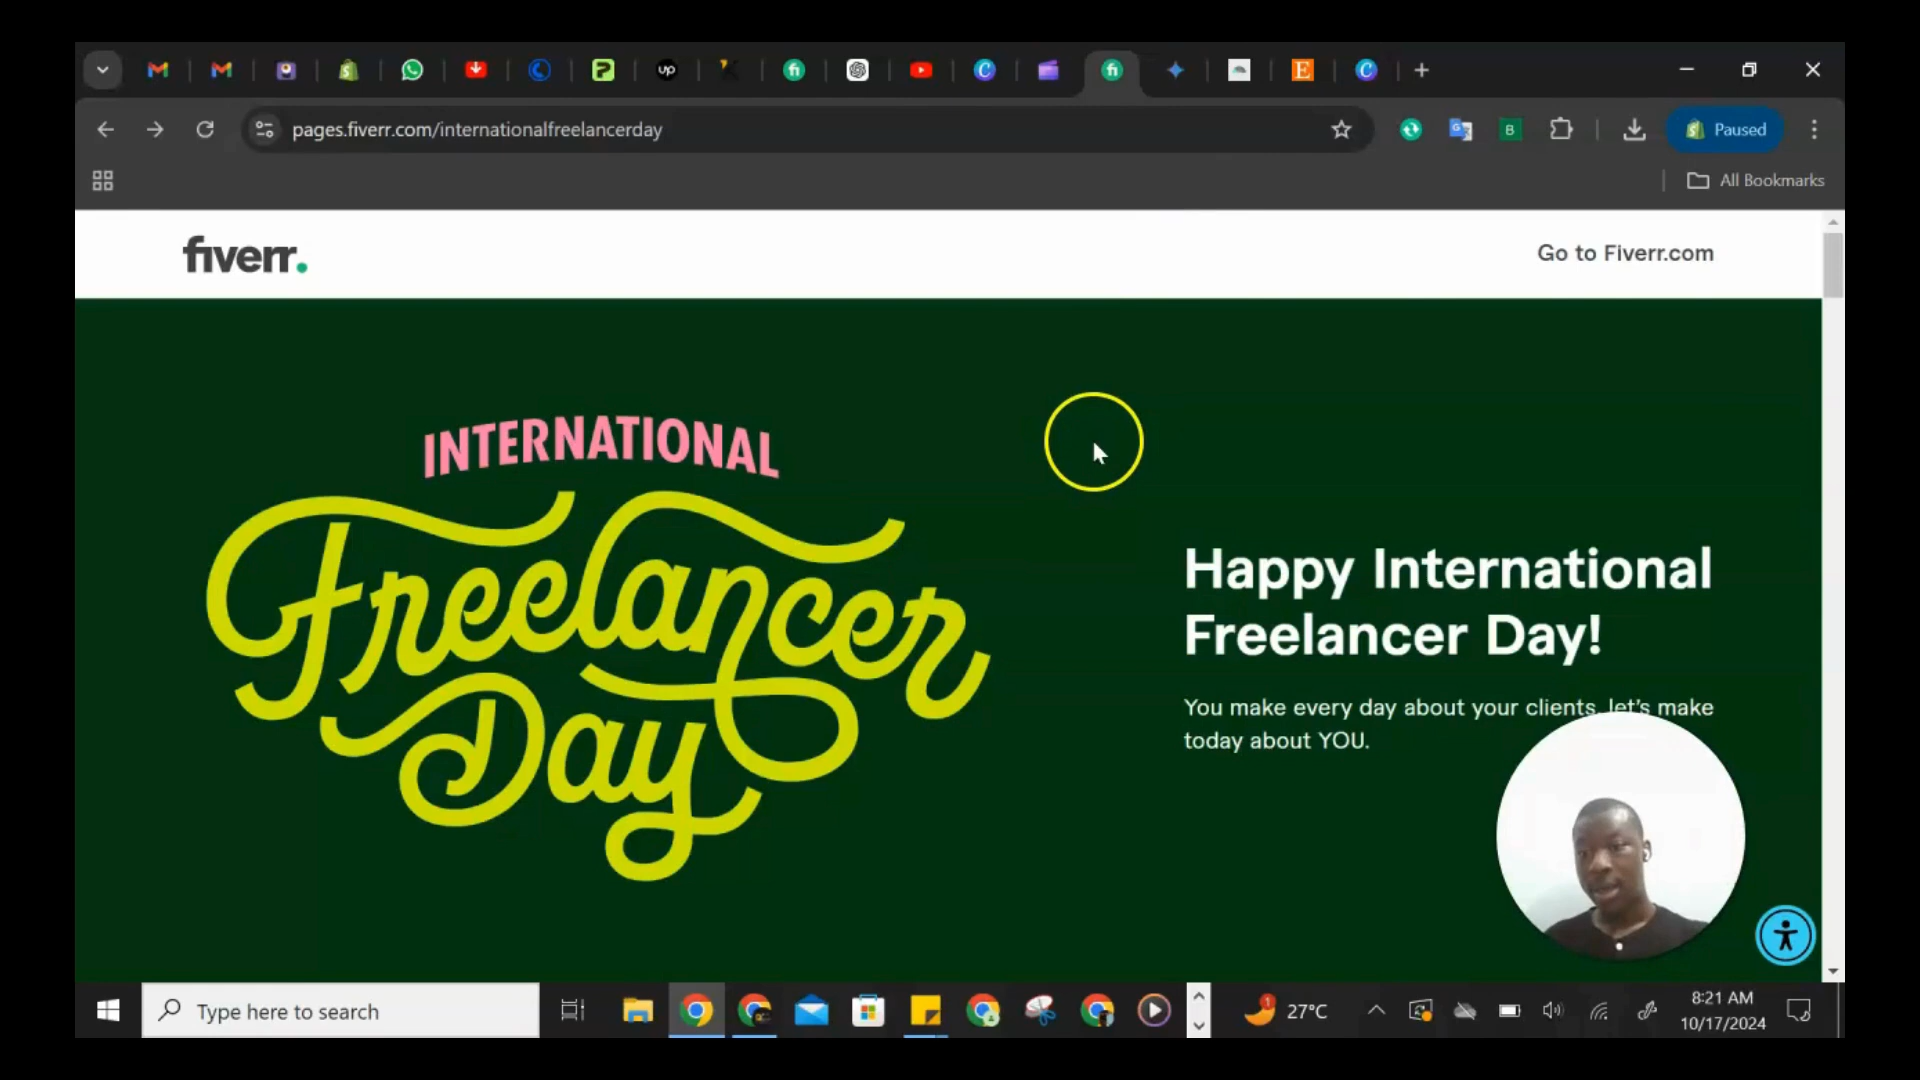 up
E
pages.fiverr.com/internationalfreelancerday
B
Paused
All Bookmarks
fiverr.
Go to Fiverr.com
INTERNATIONAL
Freelancer
Day
Happy International
Freelancer Day!
You make every day about your clients, let's make
today about YOU.
Type here to search
1
27°C
8:21 AM
10/17/2024